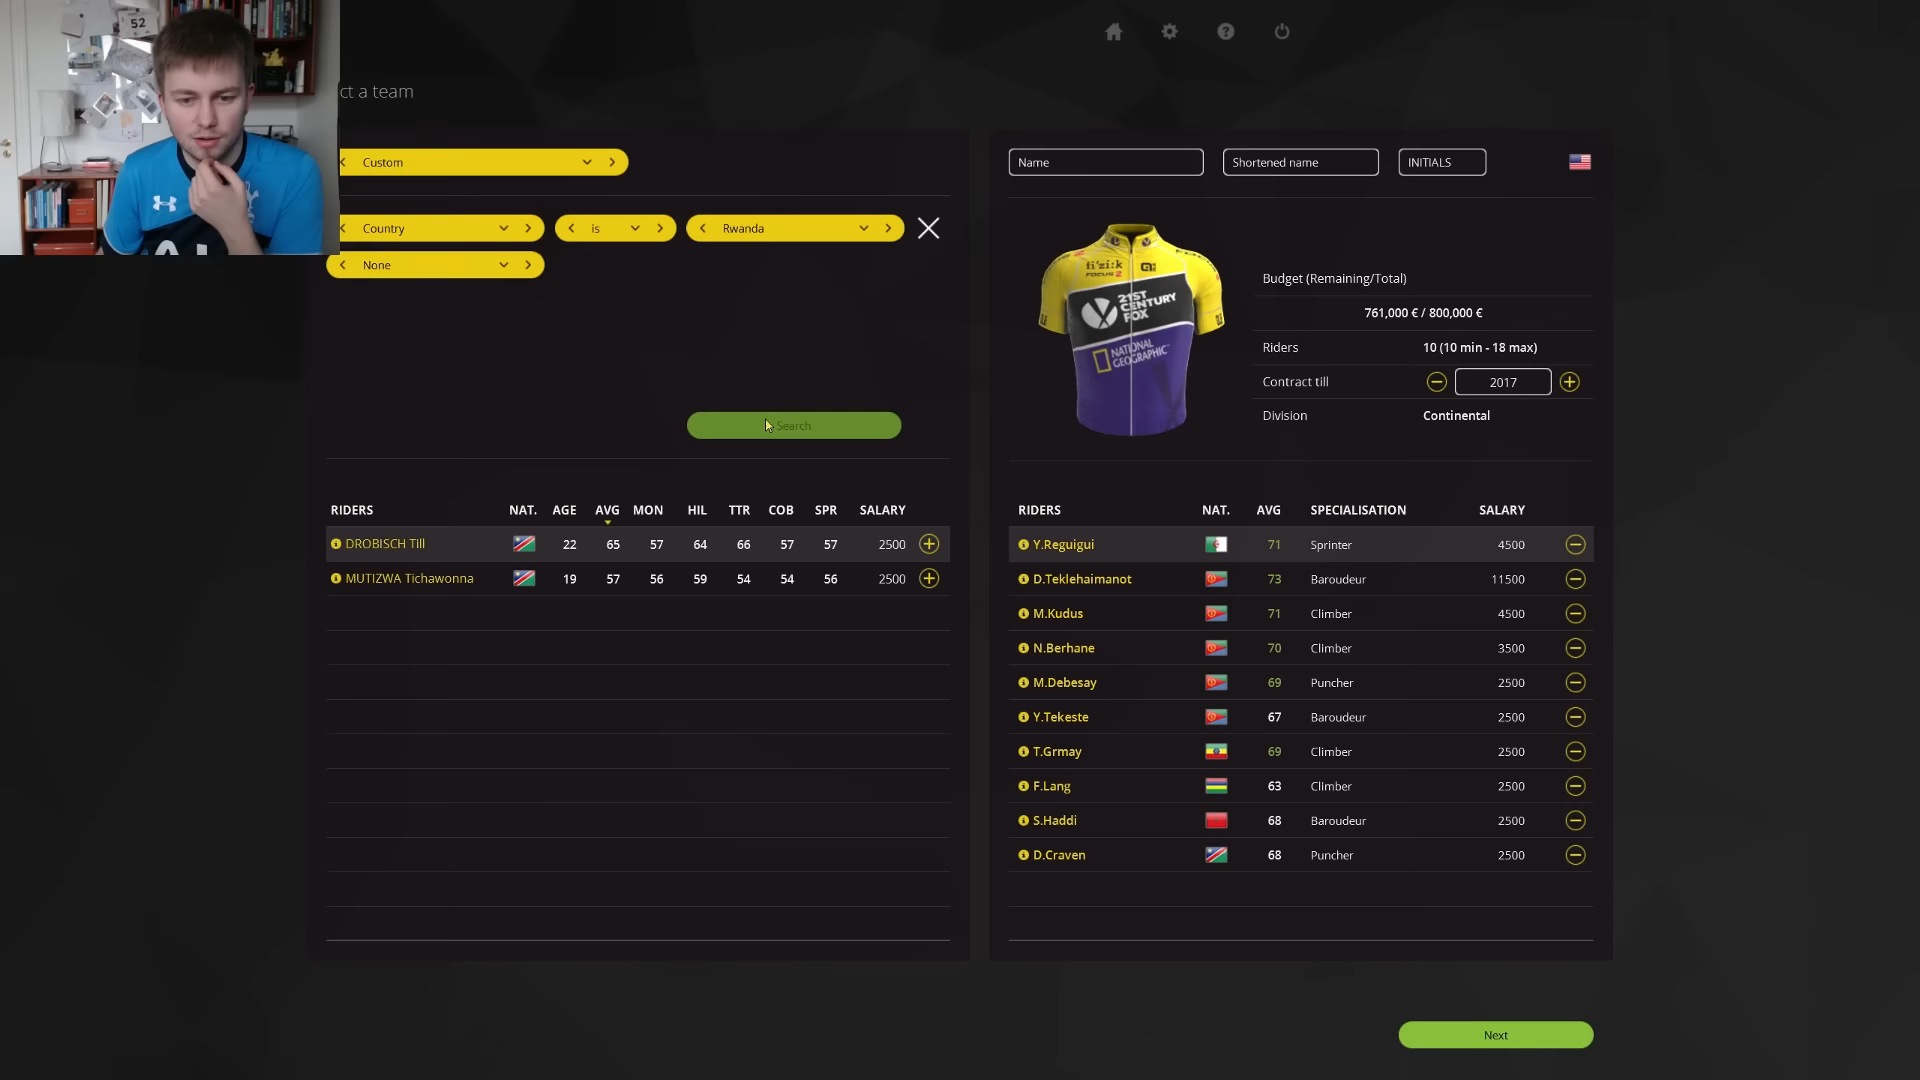 52
ct a team
Custom
Country is Rwanda
None
Search
RIDERS NAT. AGE AVG MON HIL TTR COB SPR SALARY
DROBISCH Till 22 65 57 64 66 57 57 2500
MUTIZWA Tichawonna 19 57 56 59 54 54 56 2500
Name Shortened name INITIALS
fi'zi:k
FOCUS
21ST
CENTURY
FOX
NATIONAL
GEOGRAPHIC
Budget (Remaining/Total)
761,000 € / 800,000 €
Riders 10 (10 min - 18 max)
Contract till 2017
Division Continental
RIDERS NAT. AVG SPECIALISATION SALARY
Y.Reguigui 71 Sprinter 4500
D.Teklehaimanot 73 Baroudeur 11500
M.Kudus 71 Climber 4500
N.Berhane 70 Climber 3500
M.Debesay 69 Puncher 2500
Y.Tekeste 67 Baroudeur 2500
T.Grmay 69 Climber 2500
F.Lang 63 Climber 2500
S.Haddi 68 Baroudeur 2500
D.Craven 68 Puncher 2500
Next